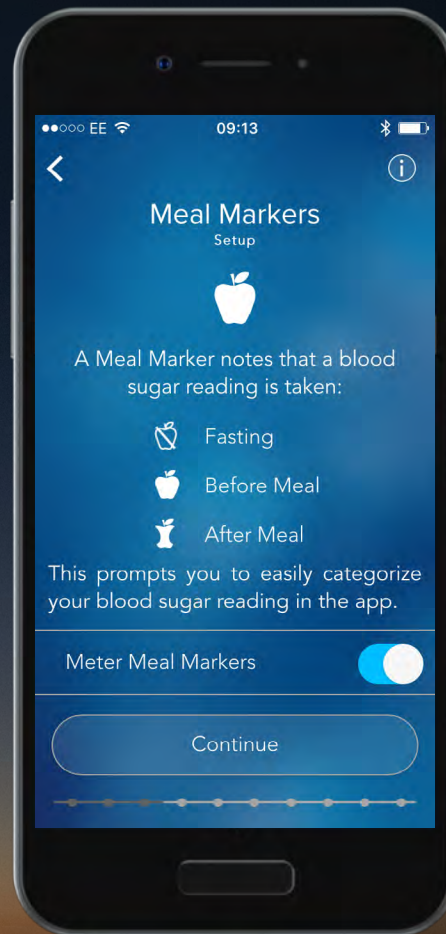 EE 09:13
Meal Markers
Setup
A Meal Marker notes that a blood
sugar reading is taken:
Fasting
Before Meal
After Meal
This prompts you to easily categorize
your blood sugar reading in the app.
Meter Meal Markers
Continue